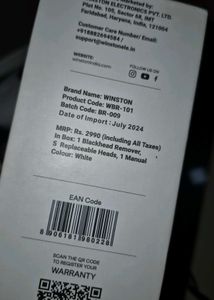 WINSTON ELECTRONICS PVT. LTD.
Plot No. 105, Sector 68, IMT
Faridabad, Haryana, India, 121004
Customer Care Number/ Email:
support@winstonele.in
WEBSITE:
FOLLOW US ON
Brand Name: WINSTON
Product Code: WBR-101
Batch Code: BR-009
Date of Import: July 2024
MRP: Rs. 2990 (Including All Taxes)
In Box: 1 Blackhead Remover,
5 Replaceable Heads, 1 Manual
Colour: White
EAN Code
SCAN THE QR CODE
TO REGISTER YOUR
WARRANTY